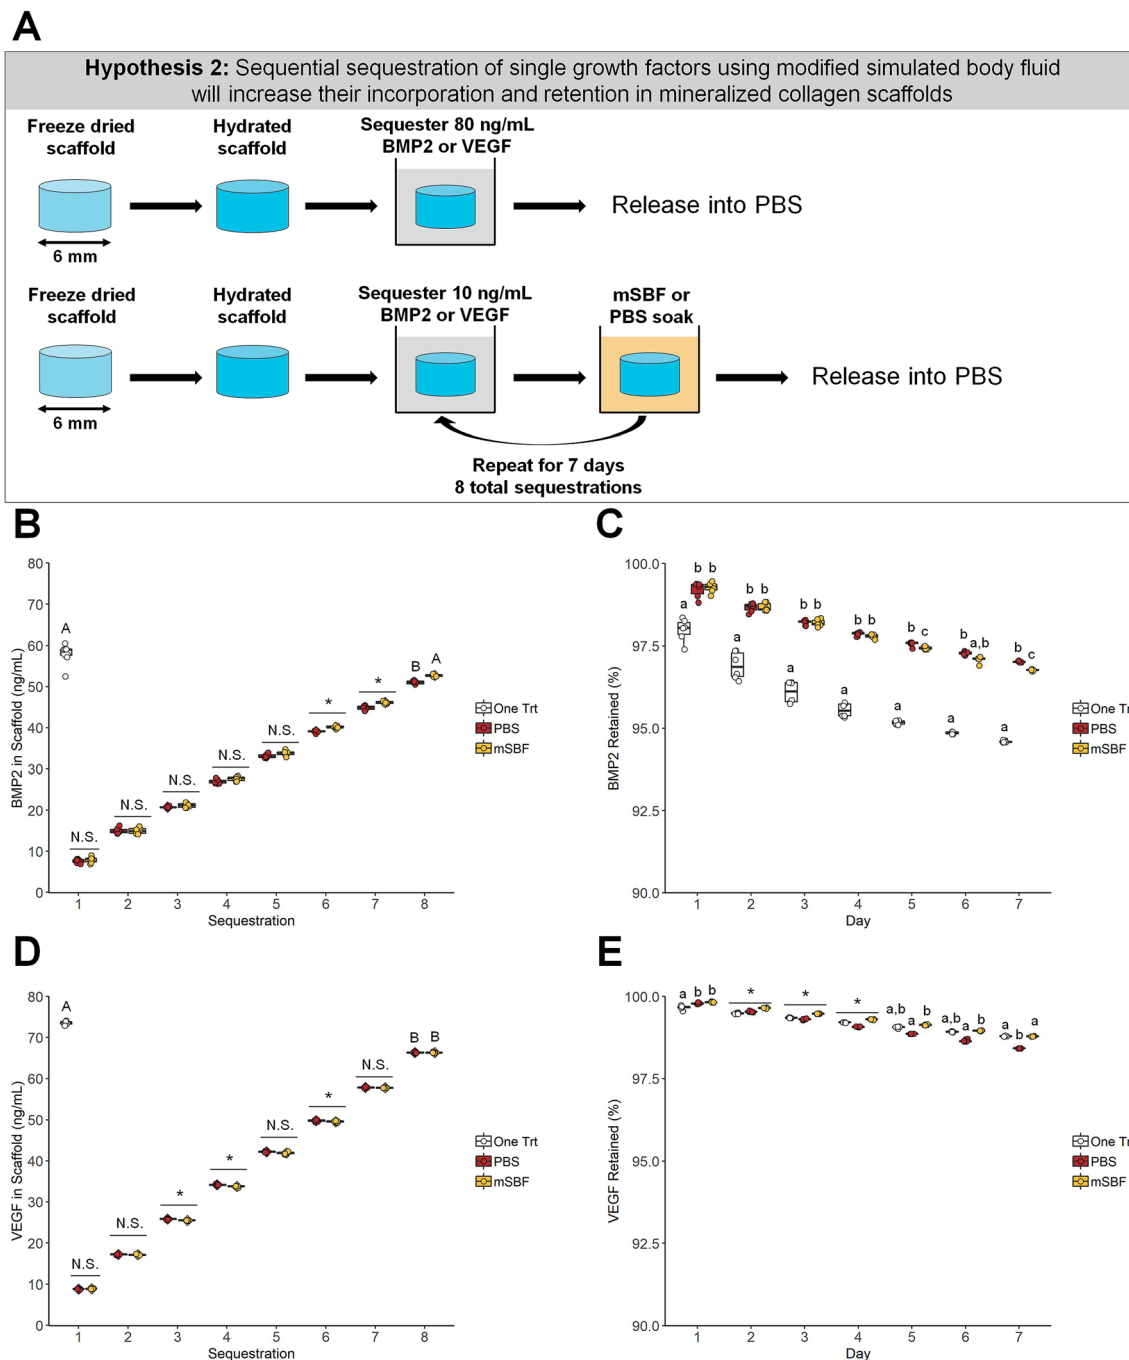 A
Hypothesis 2: Sequential sequestration of single growth factors using modified simulated body fluid
will increase their incorporation and retention in mineralized collagen scaffolds
Freeze dried
scaffold
Hydrated
scaffold
Sequester 80 ng/mL
BMP2 or VEGF
Release into PBS
6 mm
Freeze dried
scaffold
Hydrated
scaffold
Sequester 10 ng/mL
BMP2 or VEGF
mSBF or
PBS soak
Release into PBS
6 mm
Repeat for 7 days
8 total sequestrations
B
BMP2 in Scaffold (ng/mL)
80
70
60
50
40
30
20
10
0
A
N.S.
N.S.
N.S.
N.S.
N.S.
*
*
B A
1 2 3 4 5 6 7 8
Sequestration
One Trt
PBS
mSBF
C
BMP2 Retained (%)
100.0
97.5
95.0
92.5
90.0
a b b
a b b
a b b
a b b
a b c
a b a,b
a b c
1 2 3 4 5 6 7
Day
One Trt
PBS
mSBF
D
VEGF in Scaffold (ng/mL)
80
70
60
50
40
30
20
10
0
A
N.S.
N.S.
*
*
N.S.
*
N.S.
B B
1 2 3 4 5 6 7 8
Sequestration
One Trt
PBS
mSBF
E
VEGF Retained (%)
100.0
97.5
95.0
92.5
90.0
a b b
*
*
*
a,b a b
a,b a b
a b a
1 2 3 4 5 6 7
Day
One Trt
PBS
mSBF